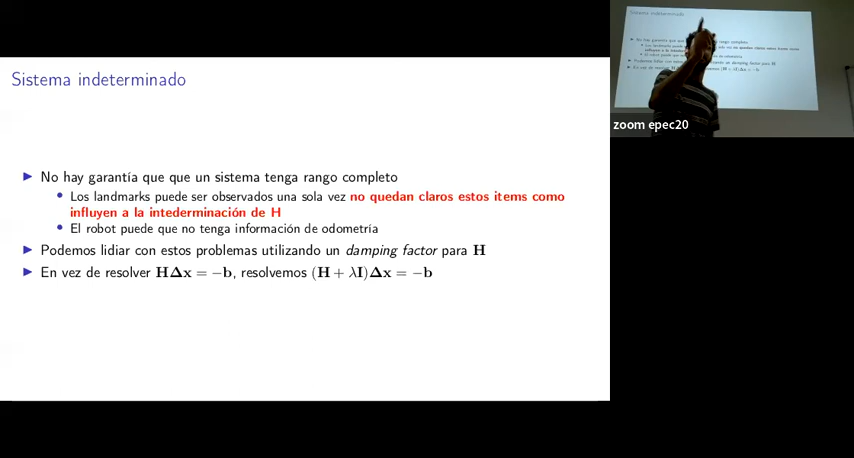 Sistema indeterminado
No hay garantía que que un sistema tenga rango completo
Los landmarks puede ser observados una sola vez no quedan claros estos items como
influyen a la intederminación de H
El robot puede que no tenga información de odometría
Podemos lidiar con estos problemas utilizando un damping factor para H
En vez de resolver HΔx = −b, resolvemos (H + λI)Δx = −b
zoom epec20